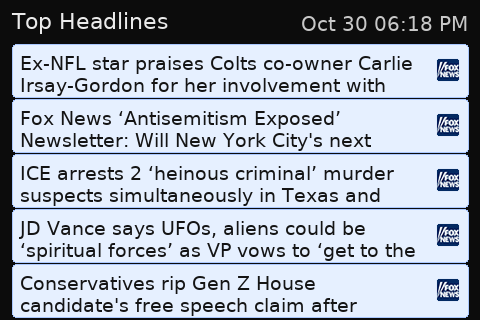 Top Headlines
Oct 30 06:18 PM
Ex-NFL star praises Colts co-owner Carlie
Irsay-Gordon for her involvement with
FOX NEWS
Fox News ‘Antisemitism Exposed’
Newsletter: Will New York City's next
FOX NEWS
ICE arrests 2 ‘heinous criminal’ murder
suspects simultaneously in Texas and
FOX NEWS
JD Vance says UFOs, aliens could be
‘spiritual forces’ as VP vows to ‘get to the
FOX NEWS
Conservatives rip Gen Z House
candidate's free speech claim after
FOX NEWS